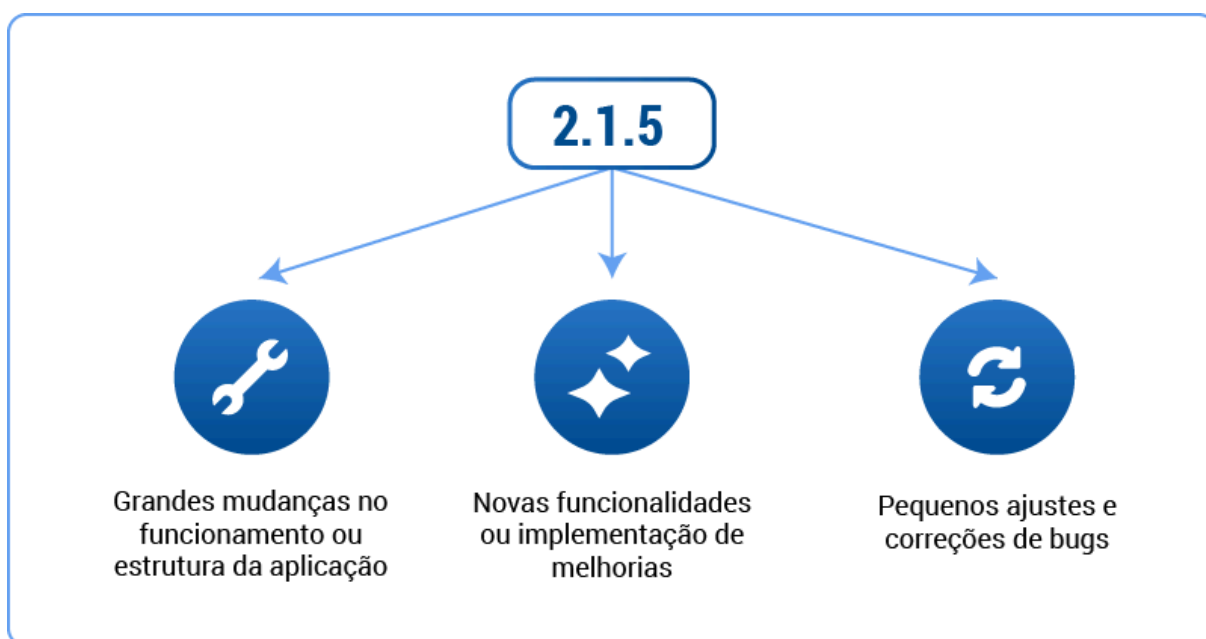 2.1.5
Grandes mudanças no
funcionamento ou
estrutura da aplicação
Novas funcionalidades
ou implementação de
melhorias
Pequenos ajustes e
correções de bugs